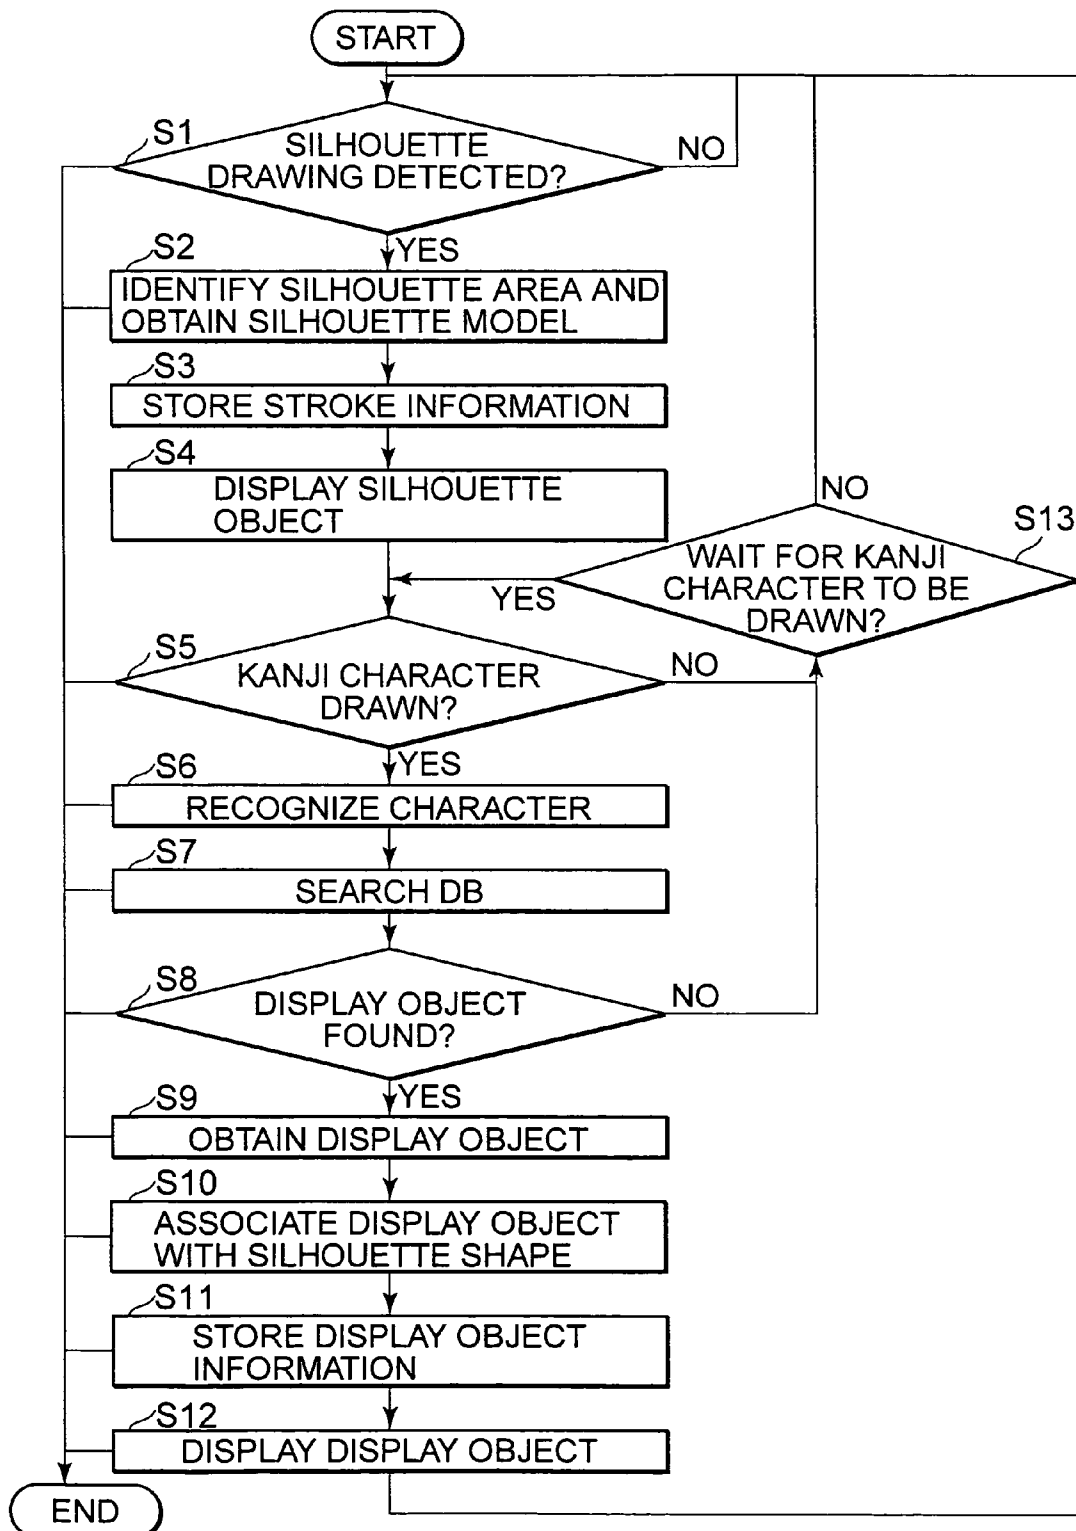 START
S1
SILHOUETTE
DRAWING DETECTED?
NO
YES
S2
IDENTIFY SILHOUETTE AREA AND
OBTAIN SILHOUETTE MODEL
S3
STORE STROKE INFORMATION
S4
DISPLAY SILHOUETTE
OBJECT
NO
S13
WAIT FOR KANJI
CHARACTER TO BE
DRAWN?
YES
S5
KANJI CHARACTER
DRAWN?
NO
YES
S6
RECOGNIZE CHARACTER
S7
SEARCH DB
S8
DISPLAY OBJECT
FOUND?
NO
YES
S9
OBTAIN DISPLAY OBJECT
S10
ASSOCIATE DISPLAY OBJECT
WITH SILHOUETTE SHAPE
S11
STORE DISPLAY OBJECT
INFORMATION
S12
DISPLAY DISPLAY OBJECT
END